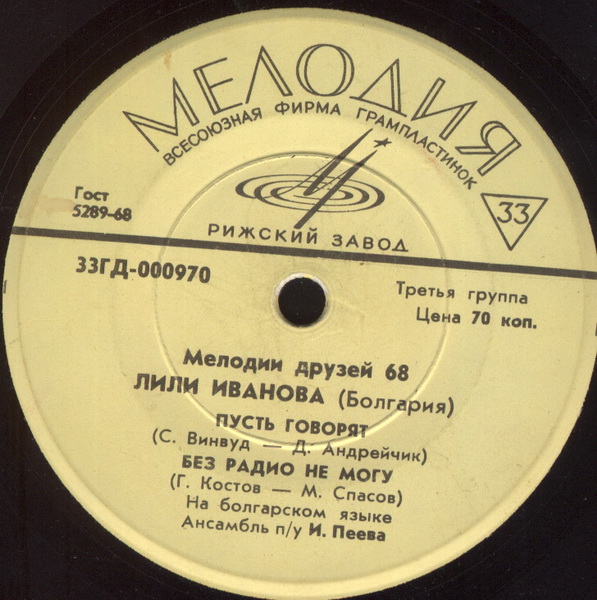 МЕЛОДИЯ
ВСЕСОЮЗНАЯ ФИРМА ГРАМПЛАСТИНОК
Гост
5289-68
33
РИЖСКИЙ ЗАВОД
33ГД-000970
Третья группа
Цена 70 коп.
Мелодии друзей 68
ЛИЛИ ИВАНОВА (Болгария)
ПУСТЬ ГОВОРЯТ
(С. Винвуд — Д. Андрейчик)
БЕЗ РАДИО НЕ МОГУ
(Г. Костов — М. Спасов)
На болгарском языке
Ансамбль п/у И. Пеева